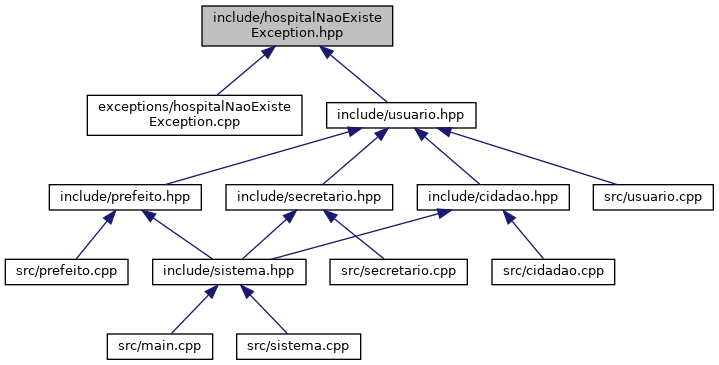 include/hospitalNaoExiste
Exception.hpp
exceptions/hospitalNaoExiste
Exception.cpp
include/usuario.hpp
include/prefeito.hpp
include/secretario.hpp
include/cidadao.hpp
src/usuario.cpp
src/prefeito.cpp
include/sistema.hpp
src/secretario.cpp
src/cidadao.cpp
src/main.cpp
src/sistema.cpp